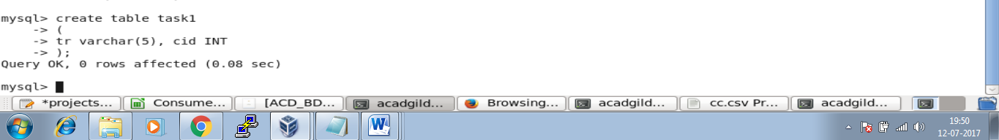 mysql> create table task1
-> (
-> tr varchar(5), cid INT
-> );
Query OK, 0 rows affected (0.08 sec)
mysql>
*projects... Consume... [ACD_BD... acadgild... Browsing... acadgild... cc.csv Pr... acadgild...
19:50
12-07-2017